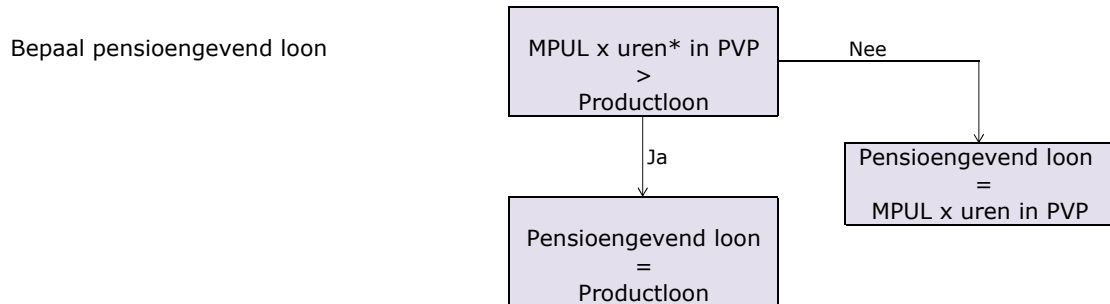 Bepaal pensioengevend loon
MPUL x uren* in PVP
>
Productloon
Nee
Ja
Pensioengevend loon
=
MPUL x uren in PVP
Pensioengevend loon
=
Productloon